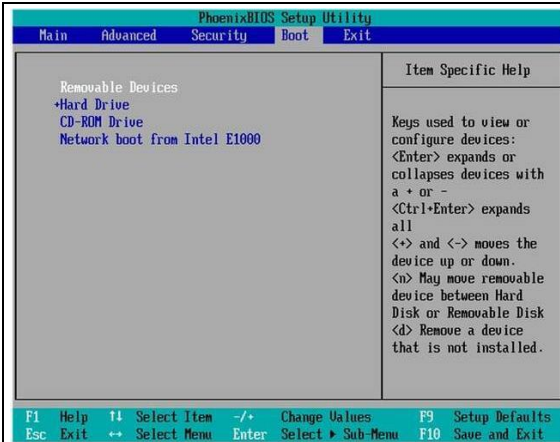 PhoenixBIOS Setup Utility
Main Advanced Security Boot Exit
Removable Devices
+Hard Drive
CD-ROM Drive
Network boot from Intel E1000
Item Specific Help
Keys used to view or
configure devices:
<Enter> expands or
collapses devices with
a + or -
<Ctrl+Enter> expands
all
<+> and <-> moves the
device up or down.
<n> May move removable
device between Hard
Disk or Removable Disk
<d> Remove a device
that is not installed.
F1 Help ↑↓ Select Item -/+ Change Values F9 Setup Defaults
Esc Exit ↔ Select Menu Enter Select ▶ Sub-Menu F10 Save and Exit